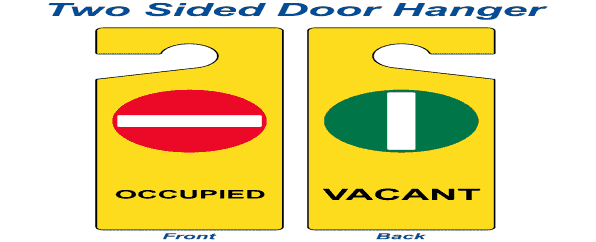 Two Sided Door Hanger
OCCUPIED
VACANT
Front
Back